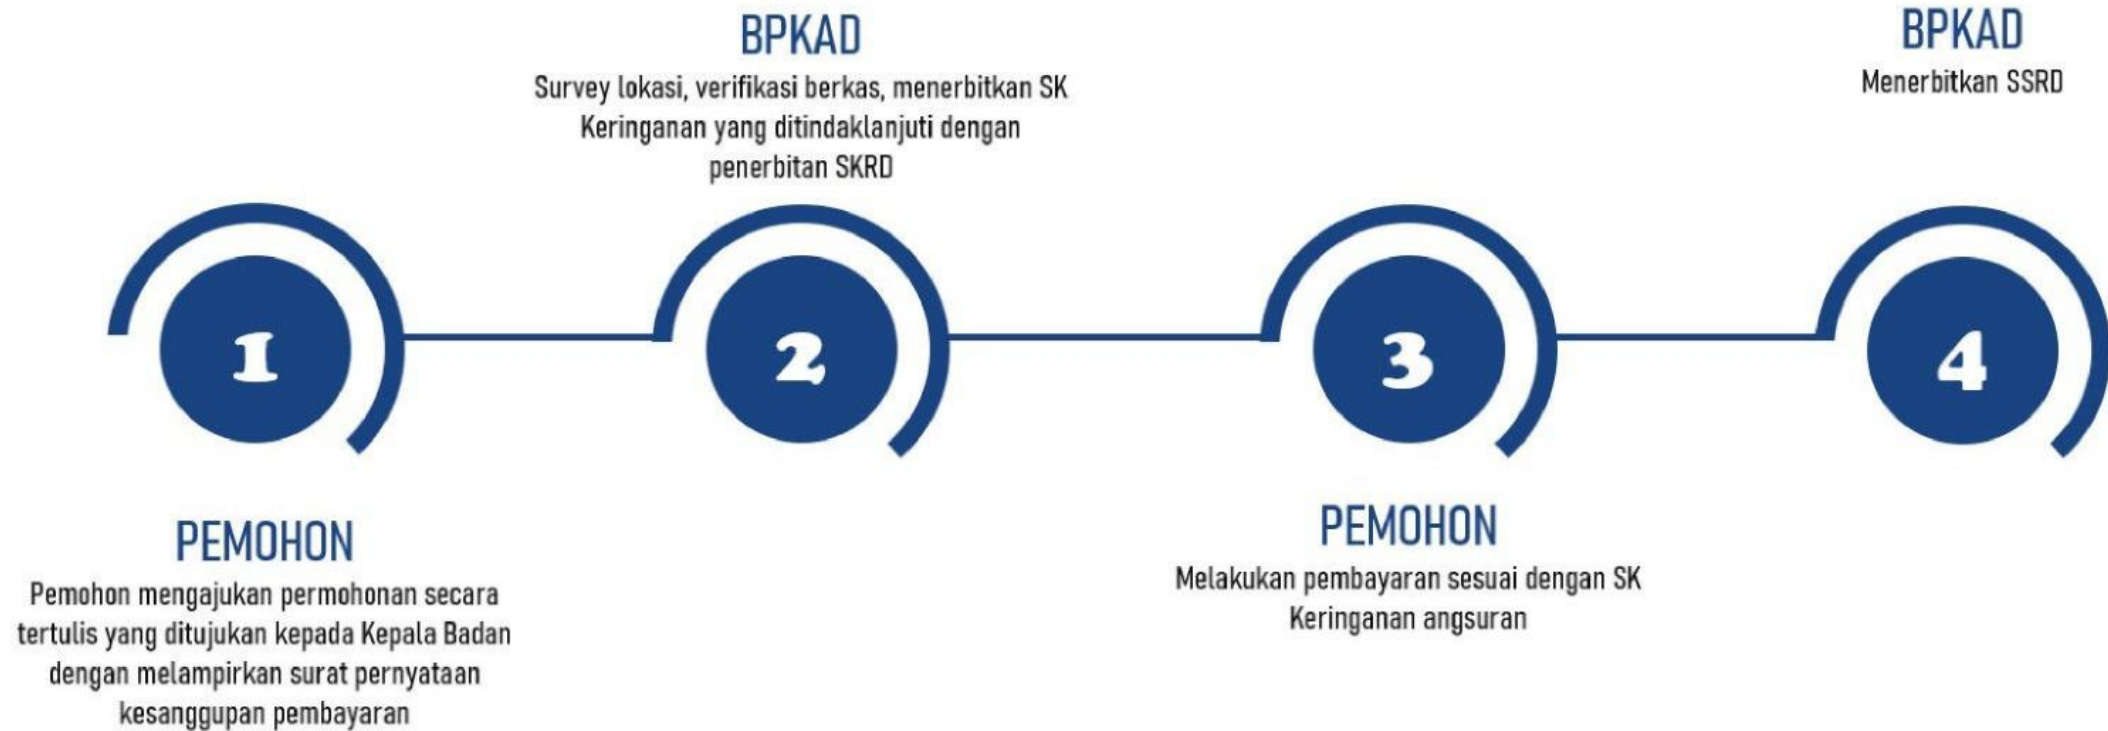 1
PEMOHON
Pemohon mengajukan permohonan secara
tertulis yang ditujukan kepada Kepala Badan
dengan melampirkan surat pernyataan
kesanggupan pembayaran
BPKAD
Survey lokasi, verifikasi berkas, menerbitkan SK
Keringanan yang ditindaklanjuti dengan
penerbitan SKRD
2
3
PEMOHON
Melakukan pembayaran sesuai dengan SK
Keringanan angsuran
BPKAD
Menerbitkan SSRD
4